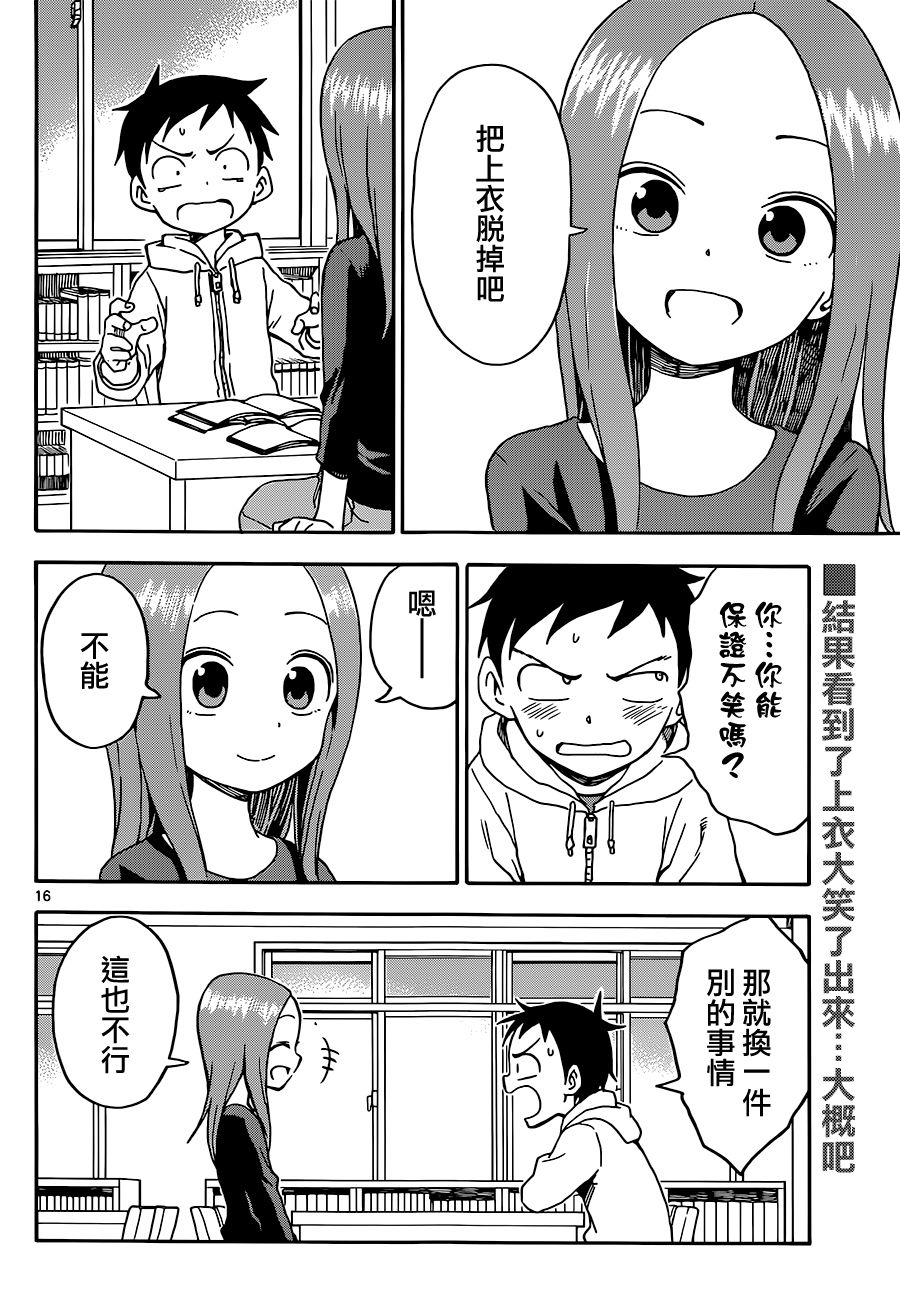 把上衣脱掉吧
你…你能
保證不笑嗎？
嗯——
不能
那就換一件
別的事情
這也不行
■結果看到了上衣大笑了出來…大概吧
16